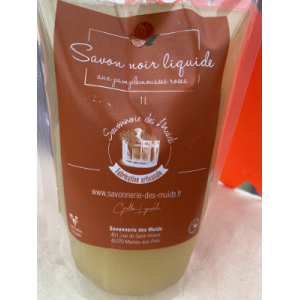 Savon noir liquide
aux pamplemousses roses
1L
Savonnerie des Muids
Fabrication artisanale
www.savonnerie-des-muids.fr
Savonnerie des Muids